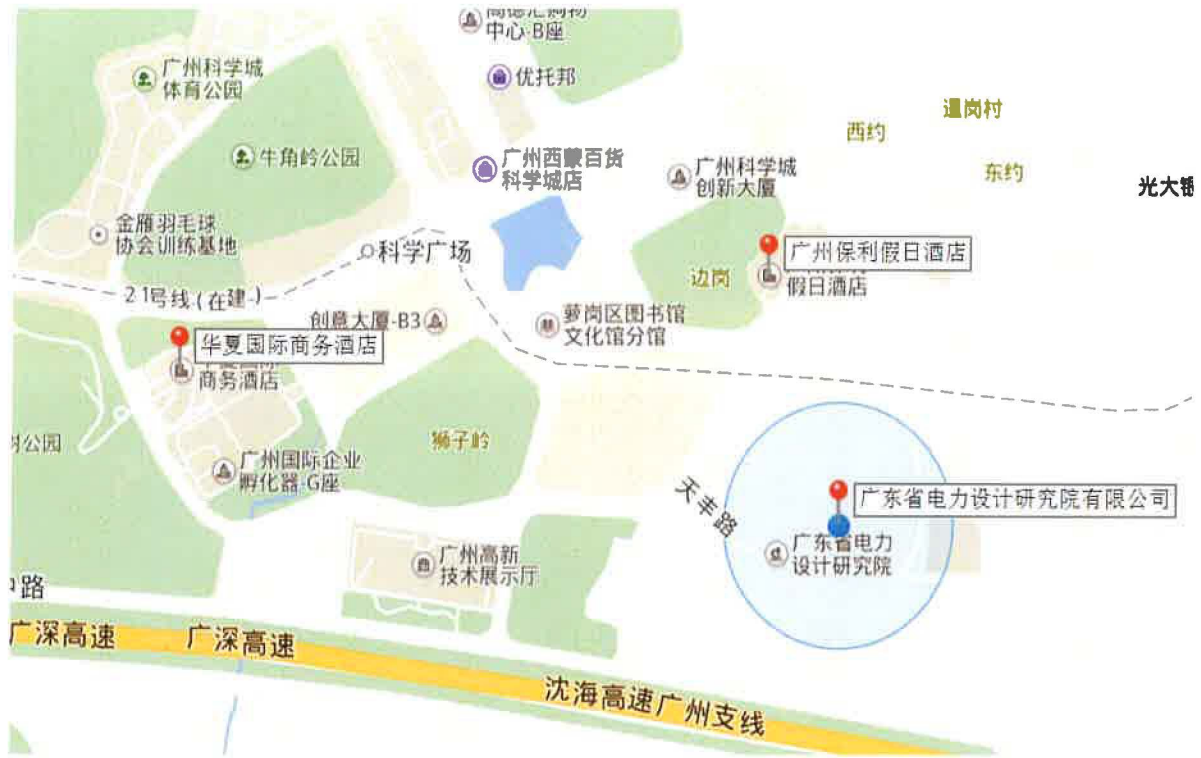 高德汇购物
中心-B座
广州科学城
体育公园
优托邦
温岗村
西约
牛角岭公园
广州西蒙百货
科学城店
广州科学城
创新大厦
东约
光大银
金雁羽毛球
协会训练基地
科学广场
广州保利假日酒店
边岗
假日酒店
21号线(在建)
创意大厦-B3
萝岗区图书馆
文化馆分馆
华夏国际商务酒店
商务酒店
公园
狮子岭
广州国际企业
孵化器-G座
天丰路
广东省电力设计研究院有限公司
广东省电力
设计研究院
广州高新
技术展示厅
中路
广深高速
广深高速
沈海高速广州支线